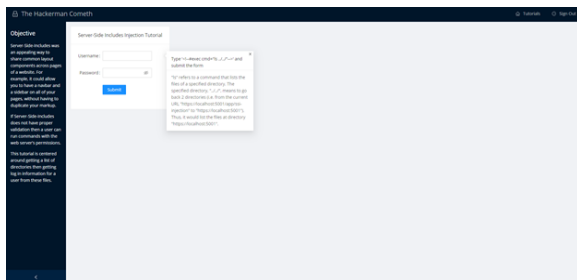 The Hackerman Cometh
Tutorials
Sign-Out
Objective
Server-Side-Includes was
an appealing way to
share common layout
components across pages
of a website. For
example, it could allow
you to have a navbar and
a sidebar on all of your
pages, without having to
duplicate your markup.
If Server-Side-Includes
does not have proper
validation then a user can
run commands with the
web server's permissions.
This tutorial is centered
around getting a list of
directories then getting
log in information for a
user from these files.
Server-Side Includes Injection Tutorial
Username:
Password:
Submit
Type '<!--#exec cmd="ls ../../"-->' and
submit the form
"ls" refers to a command that lists the
files of a specified directory. The
specified directory, "../../", means to go
back 2 directories (i.e. from the current
URL "https://localhost:5001/app/ssi-
injection" to "https://localhost:5001").
Thus, it would list the files at directory
"https://localhost:5001".